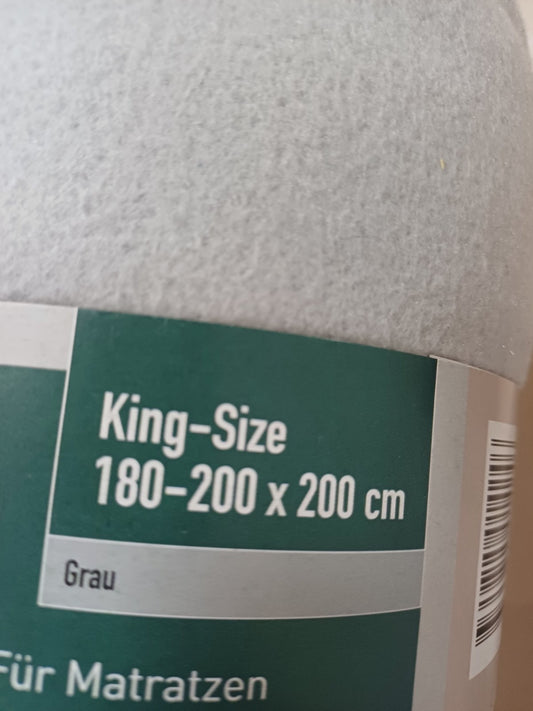 King-Size
180-200 x 200 cm
Grau
Für Matratzen